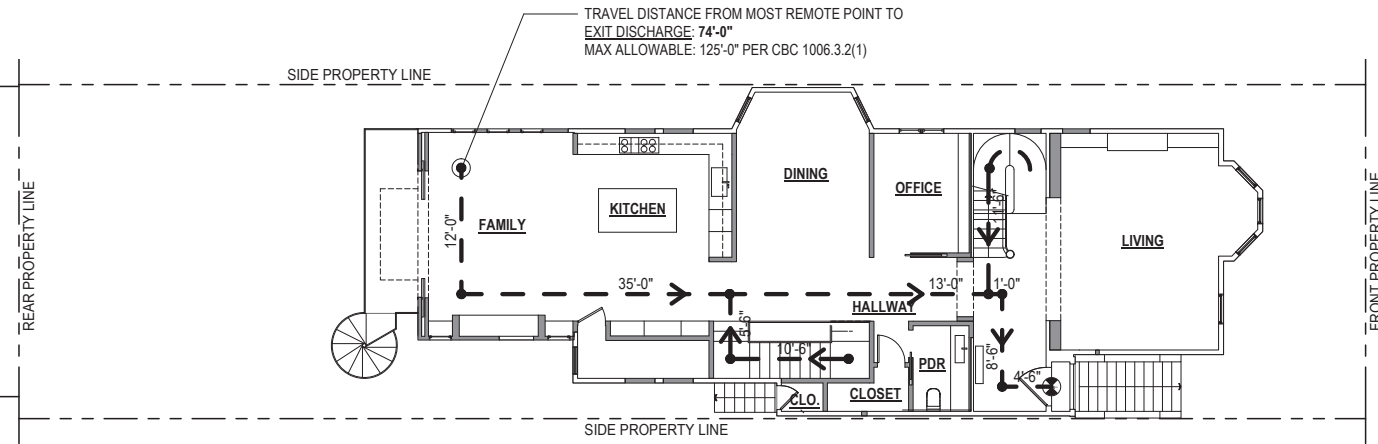 TRAVEL DISTANCE FROM MOST REMOTE POINT TO
EXIT DISCHARGE: 74'-0"
MAX ALLOWABLE: 125'-0" PER CBC 1006.3.2(1)
SIDE PROPERTY LINE
REAR PROPERTY LINE
FRONT PROPERTY LINE
DINING
OFFICE
KITCHEN
FAMILY
LIVING
12'-0"
11'-6"
35'-0"
13'-0"
1'-0"
HALLWAY
5'-6"
10'-6"
PDR
8'-6"
4'-6"
CLO.
CLOSET
SIDE PROPERTY LINE